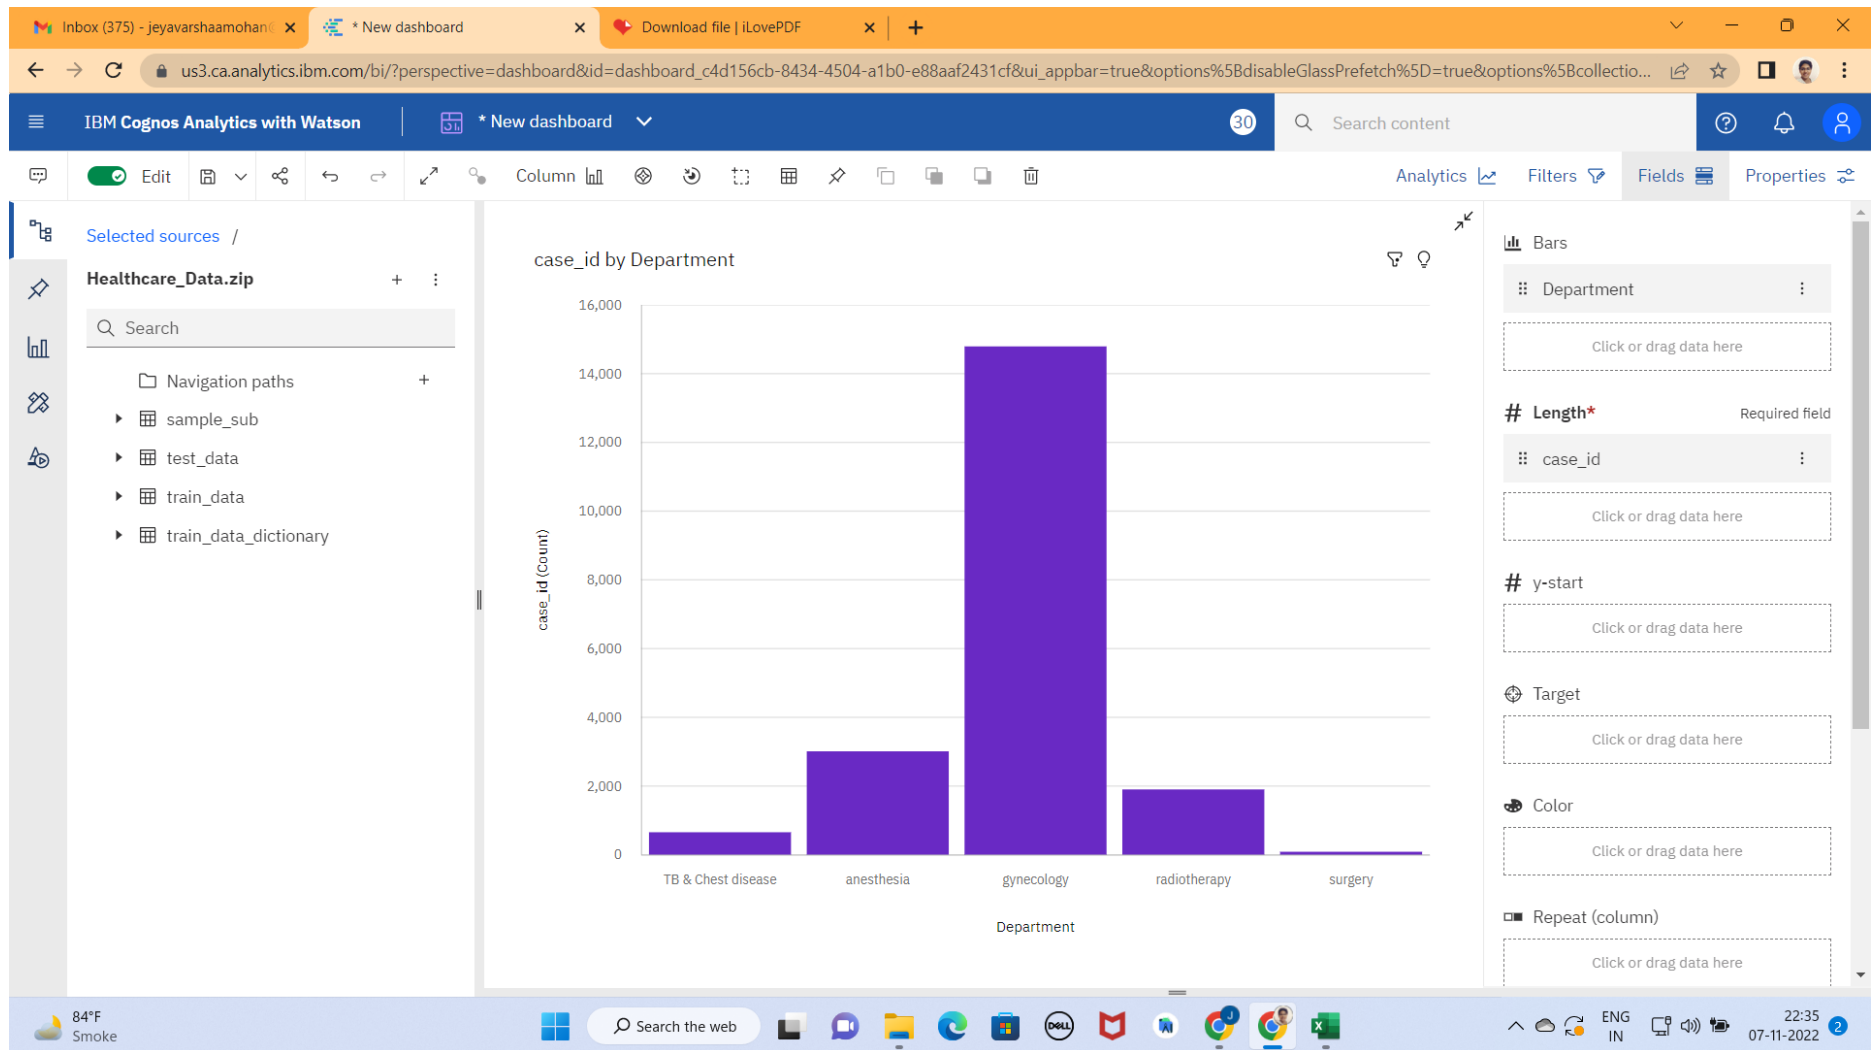 Inbox (375) - jeyavarshaamohan@
* New dashboard
Download file | iLovePDF
us3.ca.analytics.ibm.com/bi/?perspective=dashboard&id=dashboard_c4d156cb-8434-4504-a1b0-e88aaf2431cf&ui_appbar=true&options%5BdisableGlassPrefetch%5D=true&options%5Bcollectio...
IBM Cognos Analytics with Watson
* New dashboard
30
Search content
Edit
Column
Analytics
Filters
Fields
Properties
Selected sources /
Healthcare_Data.zip
Search
Navigation paths
sample_sub
test_data
train_data
train_data_dictionary
case_id by Department
16,000
14,000
12,000
10,000
8,000
6,000
4,000
2,000
0
case_id (Count)
TB & Chest disease
anesthesia
gynecology
radiotherapy
surgery
Department
Bars
Department
Click or drag data here
Length* Required field
case_id
Click or drag data here
y-start
Click or drag data here
Target
Click or drag data here
Color
Click or drag data here
Repeat (column)
Click or drag data here
84°F
Smoke
Search the web
DELL
J
ENG
IN
22:35
07-11-2022
2